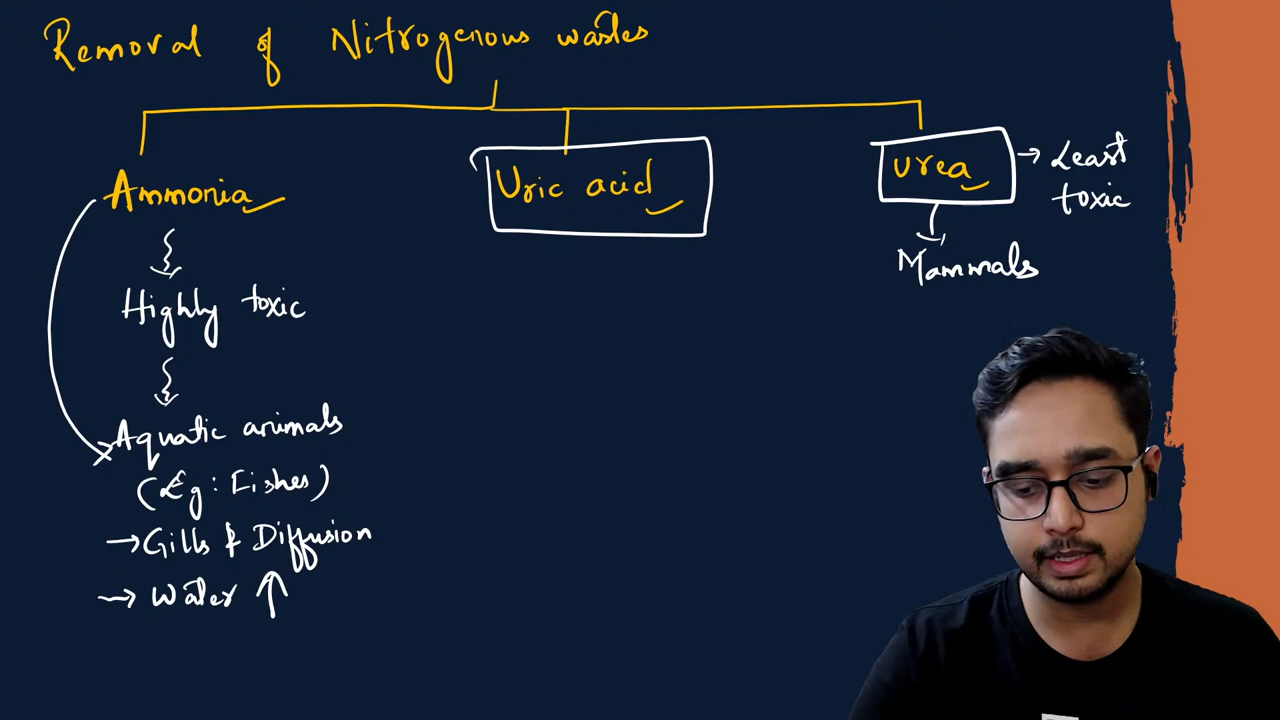 Removal of Nitrogenous wastes
Ammonia
Uric acid
urea
→ Least
toxic
Mammals
Highly toxic
Aquatic animals
(Eg: Fishes)
→ Gills & Diffusion
→ Water ↑